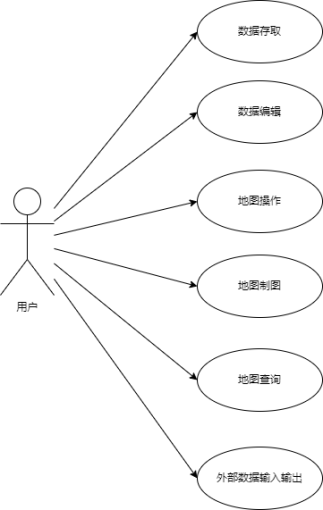 数据存取
数据编辑
地图操作
地图制图
用户
地图查询
外部数据输入输出